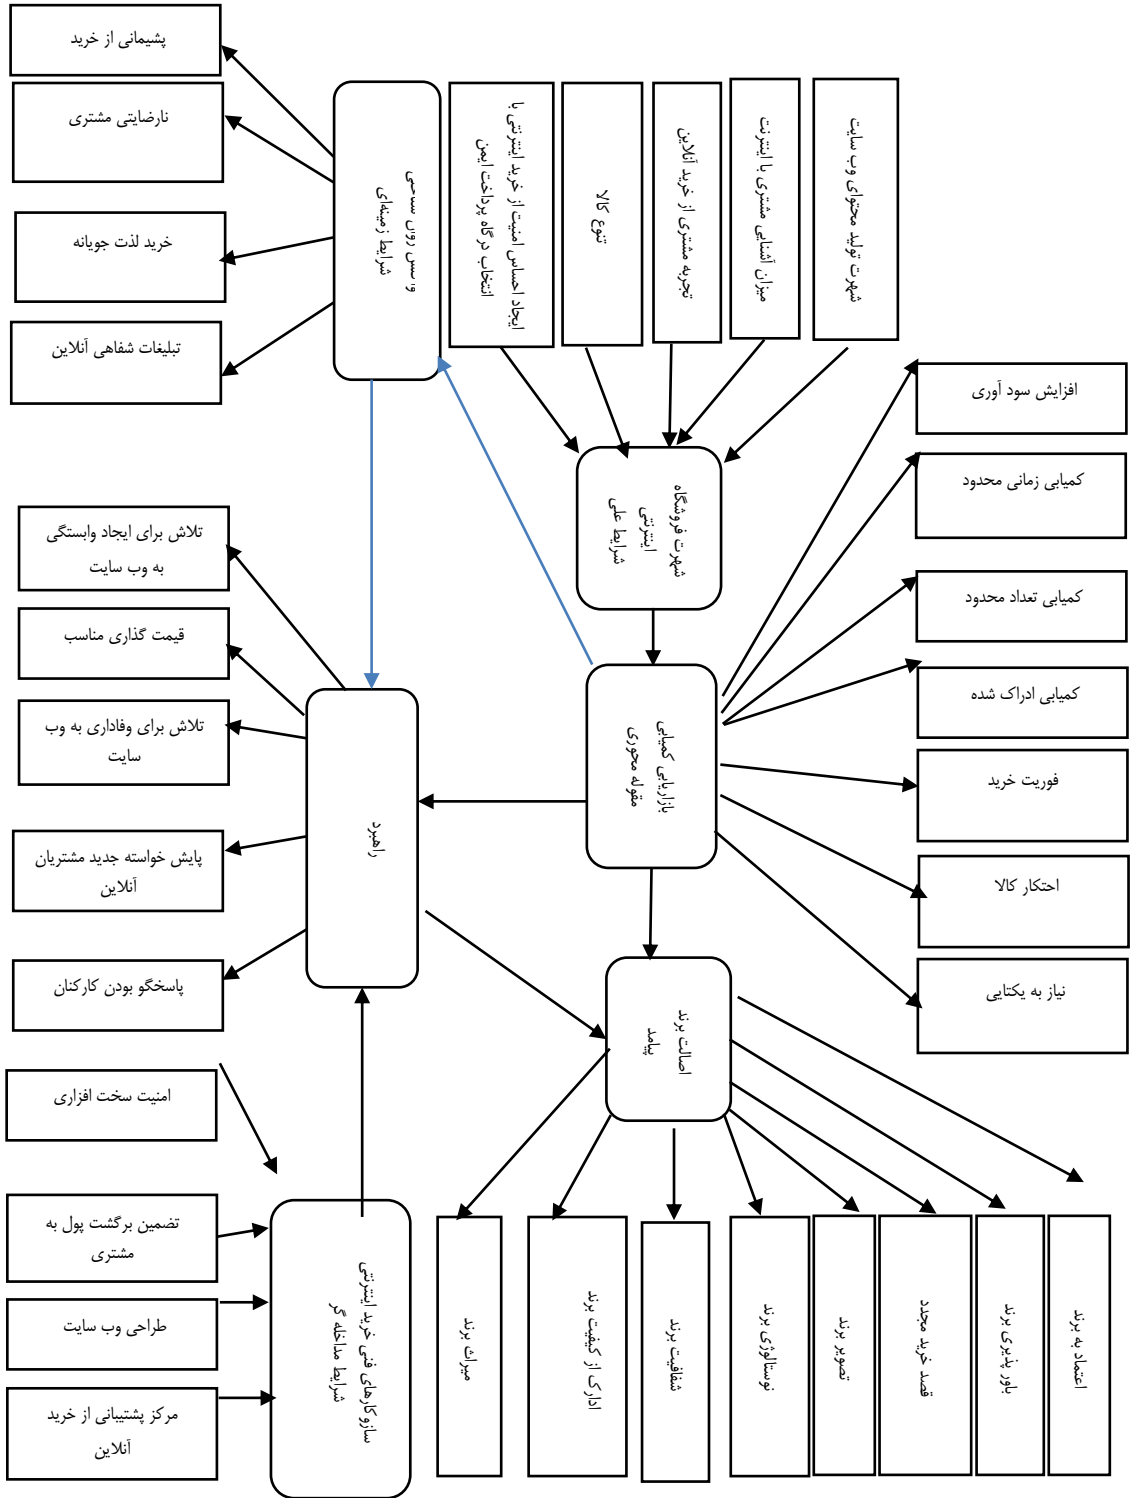 پشیمانی از خرید
نارضایتی مشتری
خرید لذت جویانه
تبلیغات شفاهی آنلاین
شرایط زمینه‌ای
ایجاد احساس امنیت از خرید اینترنتی با
انتخاب درگاه پرداخت ایمن
تنوع کالا
تجربه مشتری از خرید آنلاین
میزان آشنایی مشتری با اینترنت
شهرت تولید محتوای وب سایت
شهرت فروشگاه
اینترنتی
شرایط علی
افزایش سود آوری
کمیابی زمانی محدود
کمیابی تعداد محدود
کمیابی ادراک شده
فوریت خرید
احتکار کالا
نیاز به یکتایی
بازاریابی کمیابی
مقوله محوری
راهبرد
تلاش برای ایجاد وابستگی
به وب سایت
قیمت گذاری مناسب
تلاش برای وفاداری به وب
سایت
پایش خواسته جدید مشتریان
آنلاین
پاسخگو بودن کارکنان
اصالت برند
پیامد
امنیت سخت افزاری
تضمین برگشت پول به
مشتری
طراحی وب سایت
مرکز پشتیبانی از خرید
آنلاین
سازوکارهای فنی خرید اینترنتی
شرایط مداخله گر
میراث برند
ادارک از کیفیت برند
شفافیت برند
نوستالوژی برند
تصویر برند
قصد خرید مجدد
باور پذیری برند
اعتماد به برند